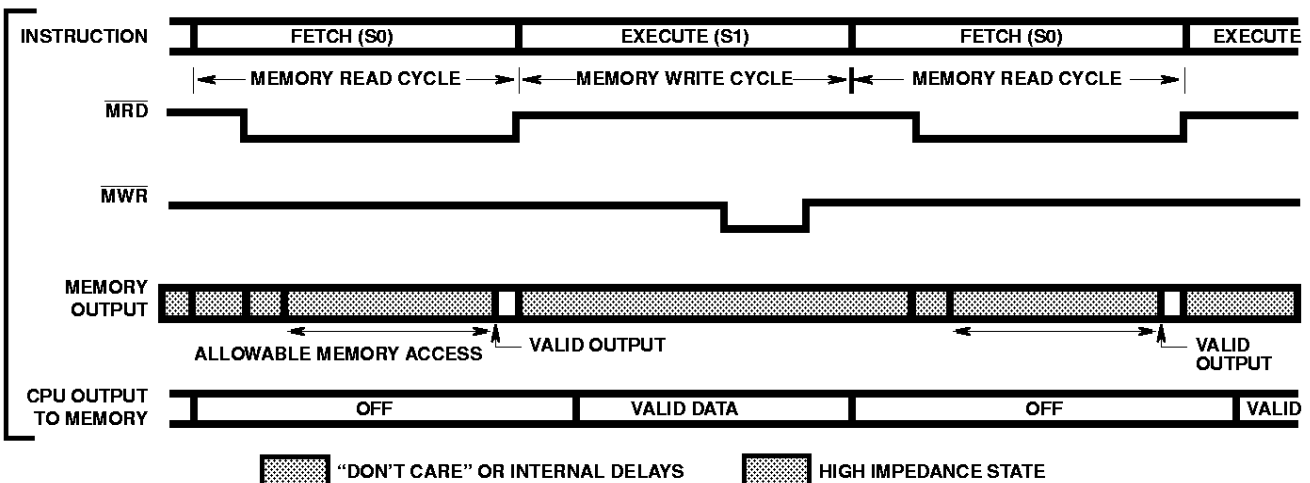 INSTRUCTION FETCH (S0) EXECUTE (S1) FETCH (S0) EXECUTE
MEMORY READ CYCLE MEMORY WRITE CYCLE MEMORY READ CYCLE
MRD
MWR
MEMORY
OUTPUT
ALLOWABLE MEMORY ACCESS
VALID OUTPUT
VALID
OUTPUT
CPU OUTPUT
TO MEMORY
OFF VALID DATA OFF VALID
“DON'T CARE” OR INTERNAL DELAYS HIGH IMPEDANCE STATE